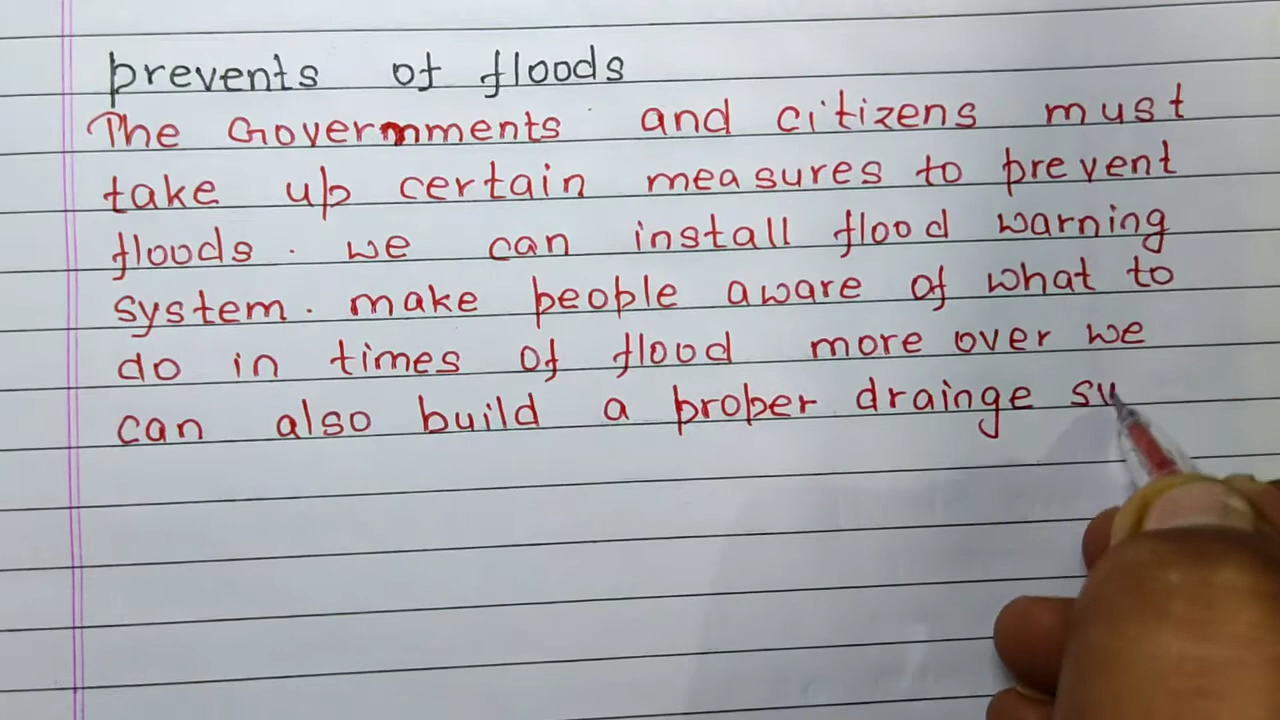 prevents of floods
The Governments and citizens must
take up certain measures to prevent
floods. we can install flood warning
system. make people aware of what to
do in times of flood more over we
can also build a proper drainge sy